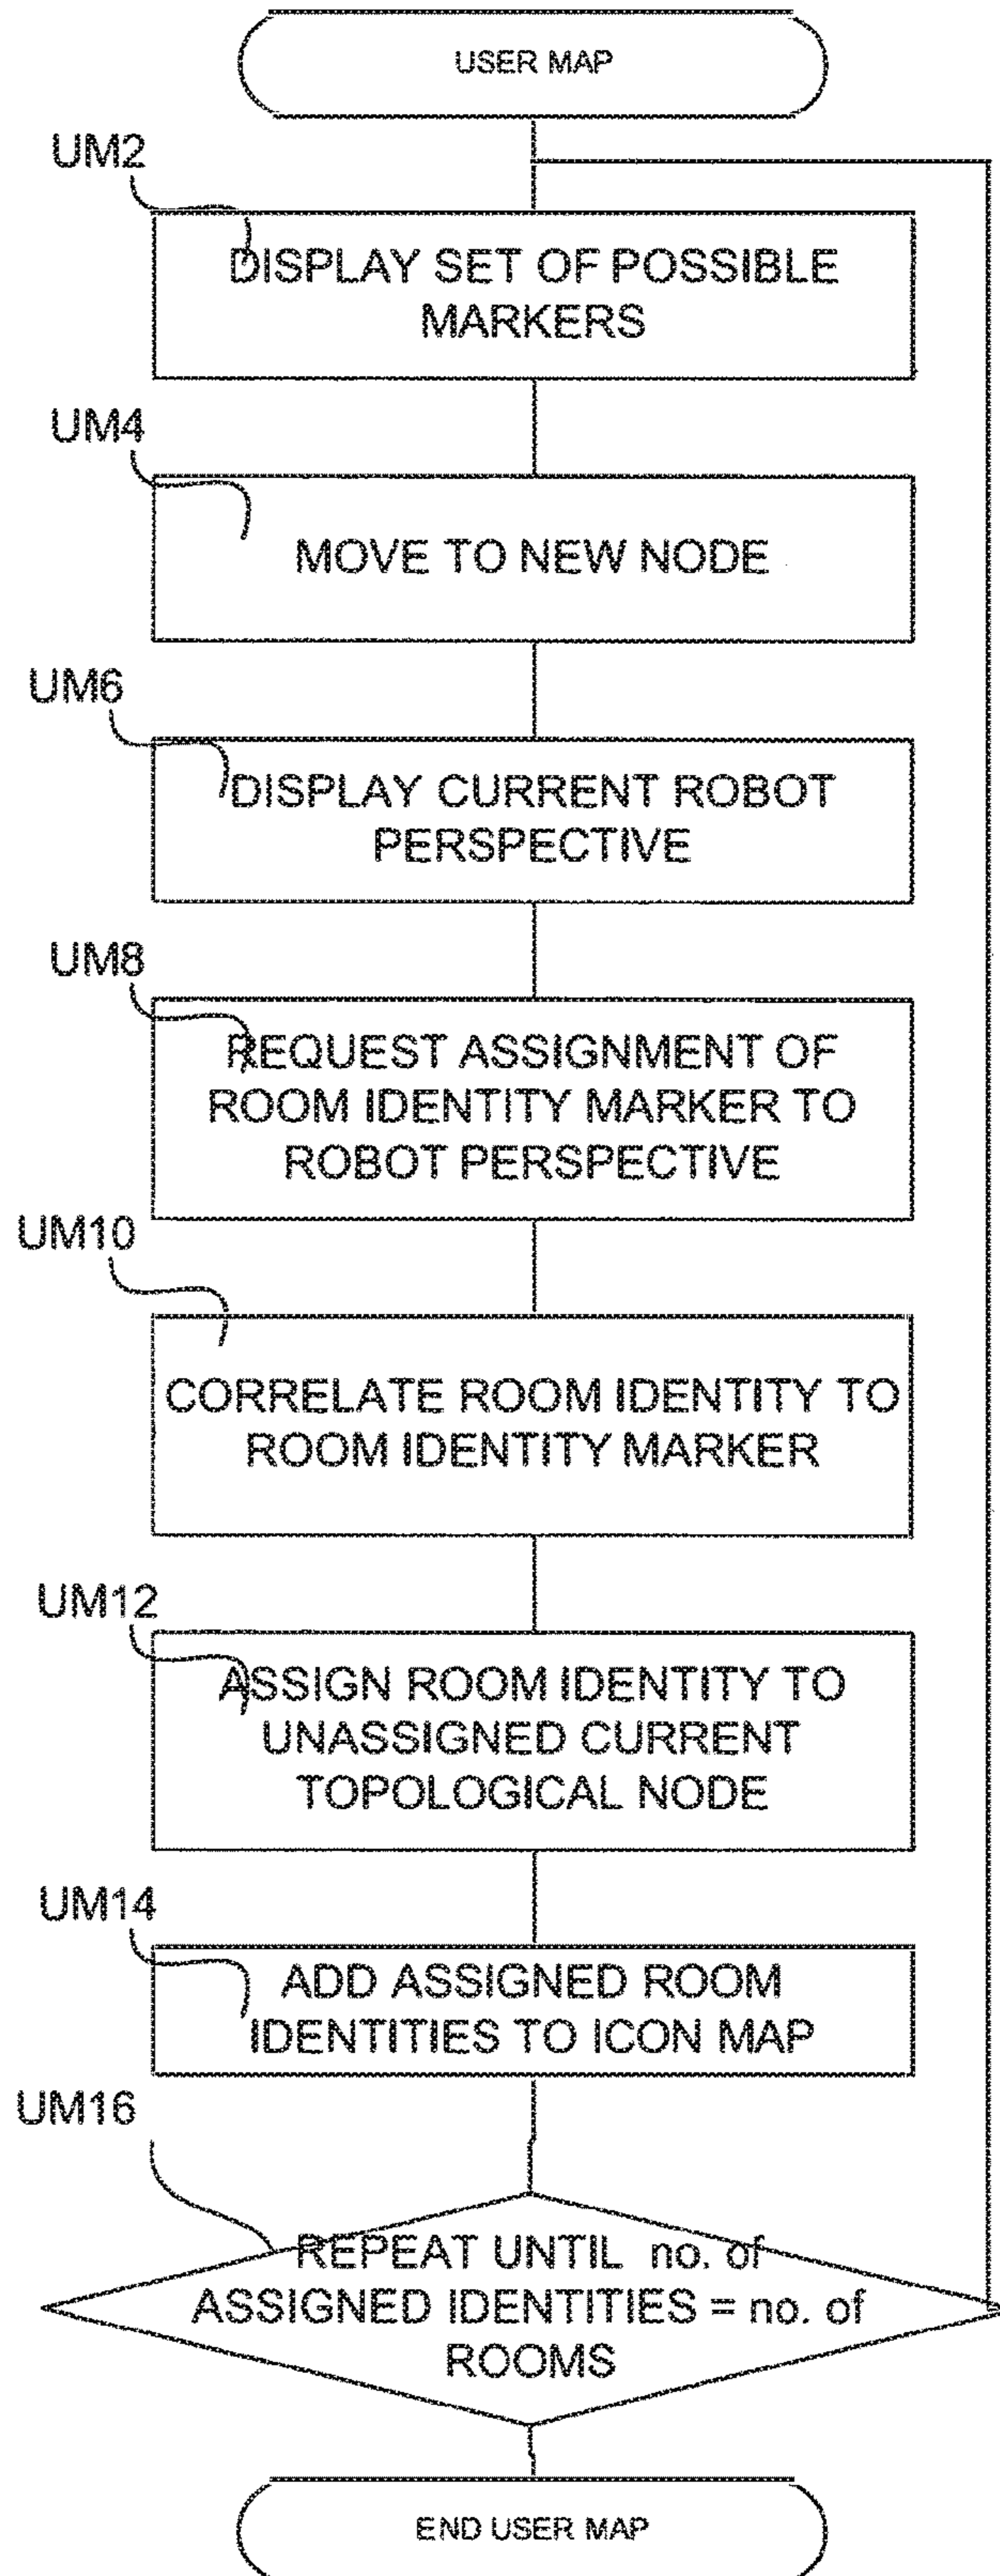 USER MAP
UM2
DISPLAY SET OF POSSIBLE
MARKERS
UM4
MOVE TO NEW NODE
UM6
DISPLAY CURRENT ROBOT
PERSPECTIVE
UM8
REQUEST ASSIGNMENT OF
ROOM IDENTITY MARKER TO
ROBOT PERSPECTIVE
UM10
CORRELATE ROOM IDENTITY TO
ROOM IDENTITY MARKER
UM12
ASSIGN ROOM IDENTITY TO
UNASSIGNED CURRENT
TOPOLOGICAL NODE
UM14
ADD ASSIGNED ROOM
IDENTITIES TO ICON MAP
UM16
REPEAT UNTIL no. of
ASSIGNED IDENTITIES = no. of
ROOMS
END USER MAP